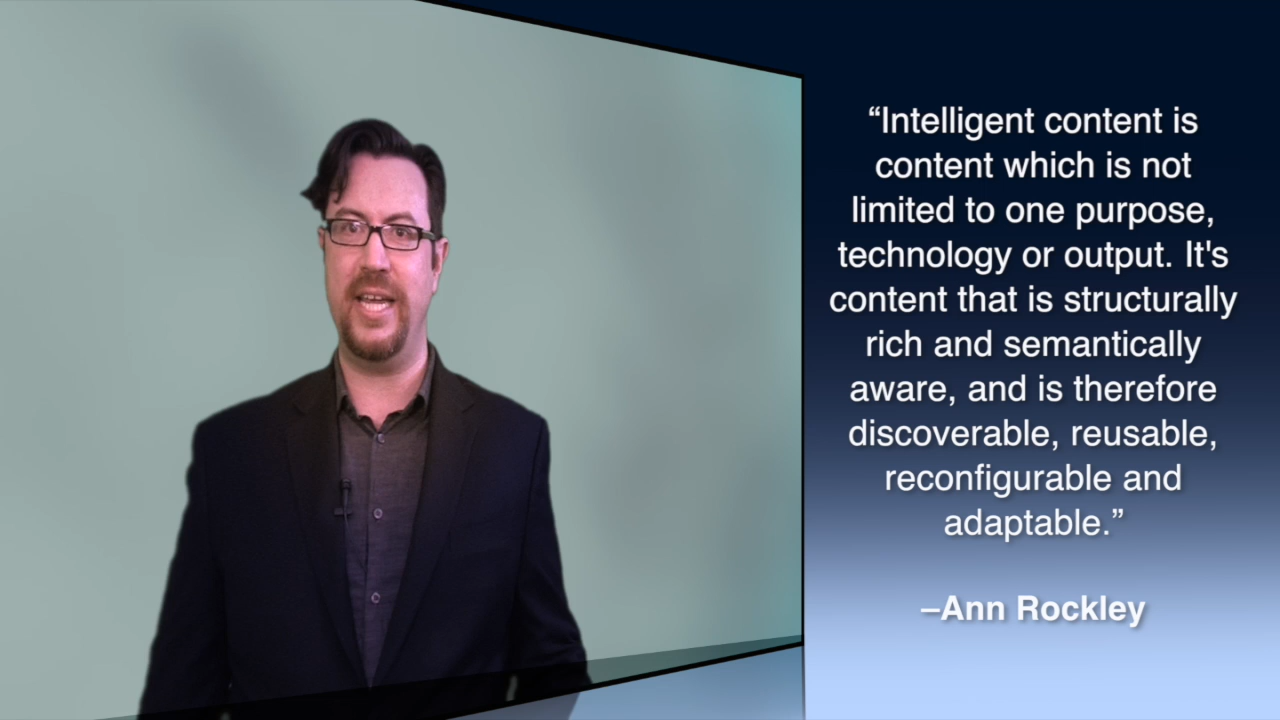 “Intelligent content is
content which is not
limited to one purpose,
technology or output. It's
content that is structurally
rich and semantically
aware, and is therefore
discoverable, reusable,
reconfigurable and
adaptable.”
–Ann Rockley